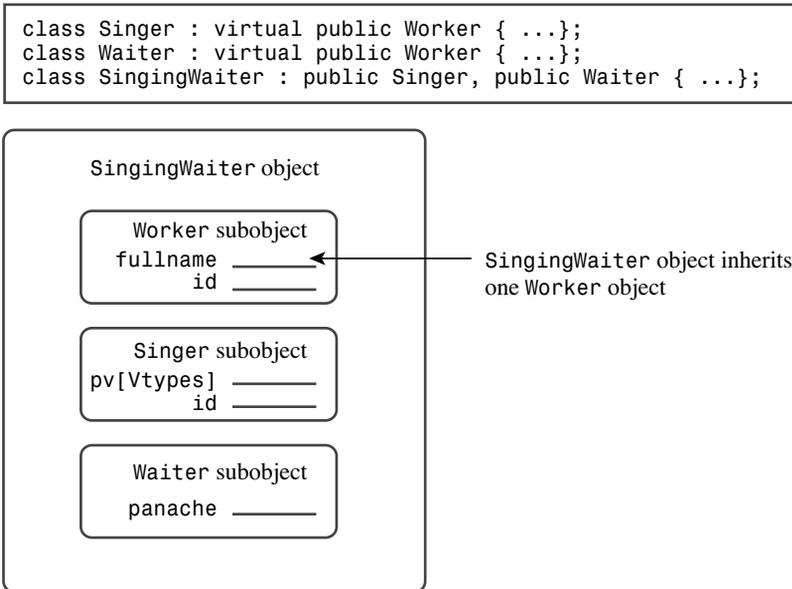 class Singer : virtual public Worker { ...};
class Waiter : virtual public Worker { ...};
class SingingWaiter : public Singer, public Waiter { ...};
SingingWaiter object
Worker subobject
fullname
id
SingingWaiter object inherits
one Worker object
Singer subobject
pv[Vtypes]
id
Waiter subobject
panache